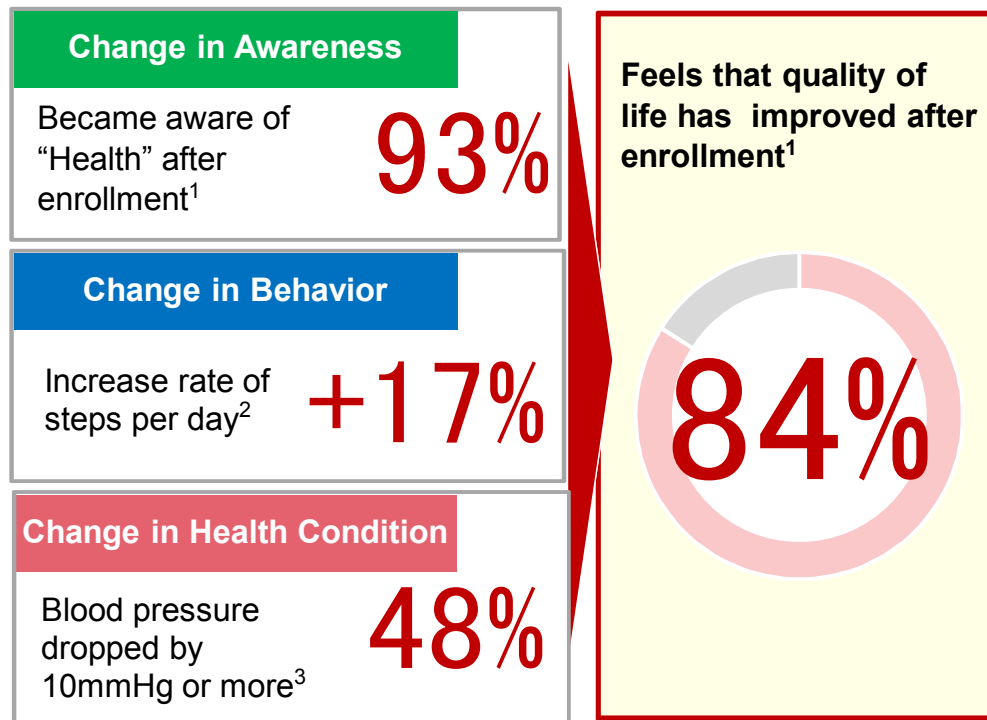 Change in Awareness
Became aware of
“Health” after
enrollment¹
93%
Change in Behavior
Increase rate of
steps per day²
+17%
Change in Health Condition
Blood pressure
dropped by
10mmHg or more³
48%
Feels that quality of
life has improved after
enrollment¹
84%